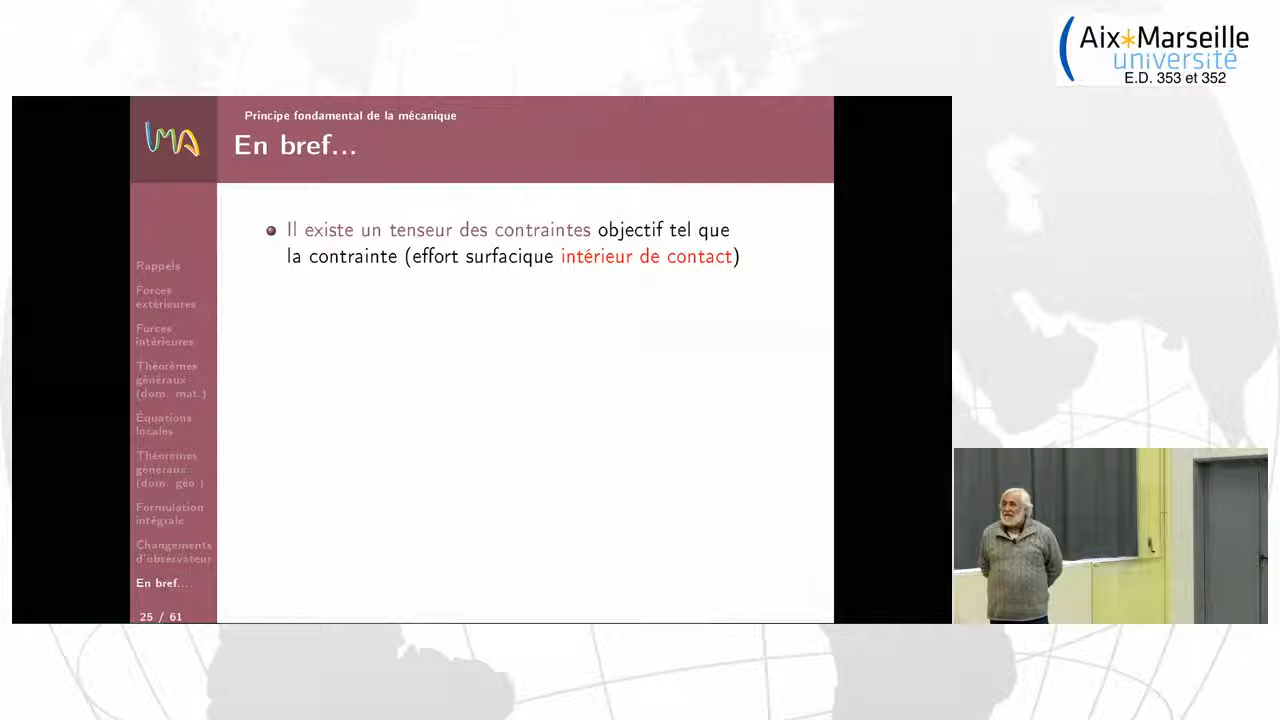 Aix*Marseille
université
E.D. 353 et 352
LMA
Principe fondamental de la mécanique
En bref...
Il existe un tenseur des contraintes objectif tel que
la contrainte (effort surfacique intérieur de contact)
Rappels
Forces
extérieures
Forces
intérieures
Théorèmes
généraux
(dom. mat.)
Équations
locales
Théorèmes
généraux
(dom. géo.)
Formulation
intégrale
Changements
d'observateur
En bref...
25 / 61